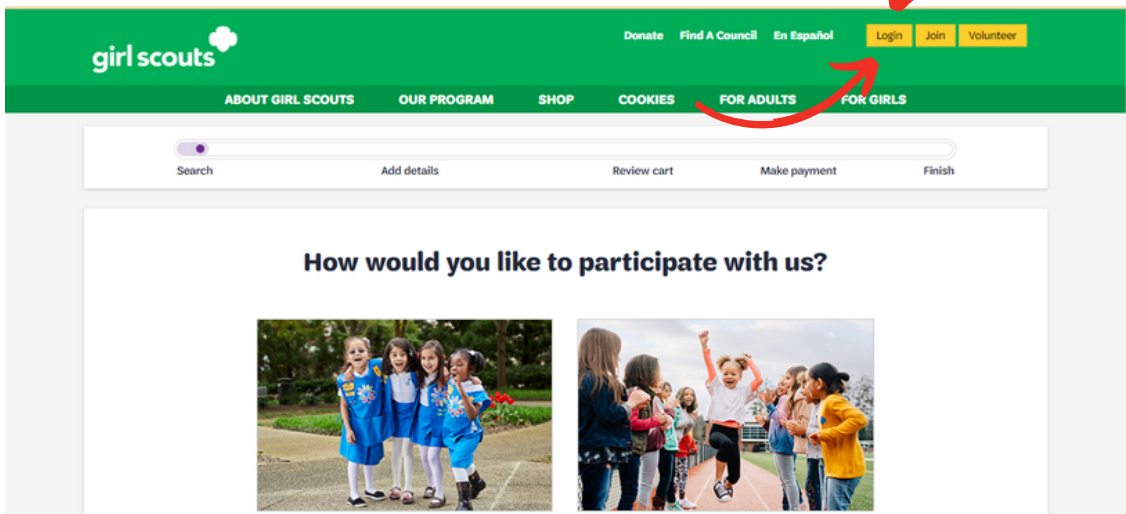 Donate Find A Council En Español Login Join Volunteer
girl scouts
ABOUT GIRL SCOUTS OUR PROGRAM SHOP COOKIES FOR ADULTS FOR GIRLS
Search Add details Review cart Make payment Finish
How would you like to participate with us?